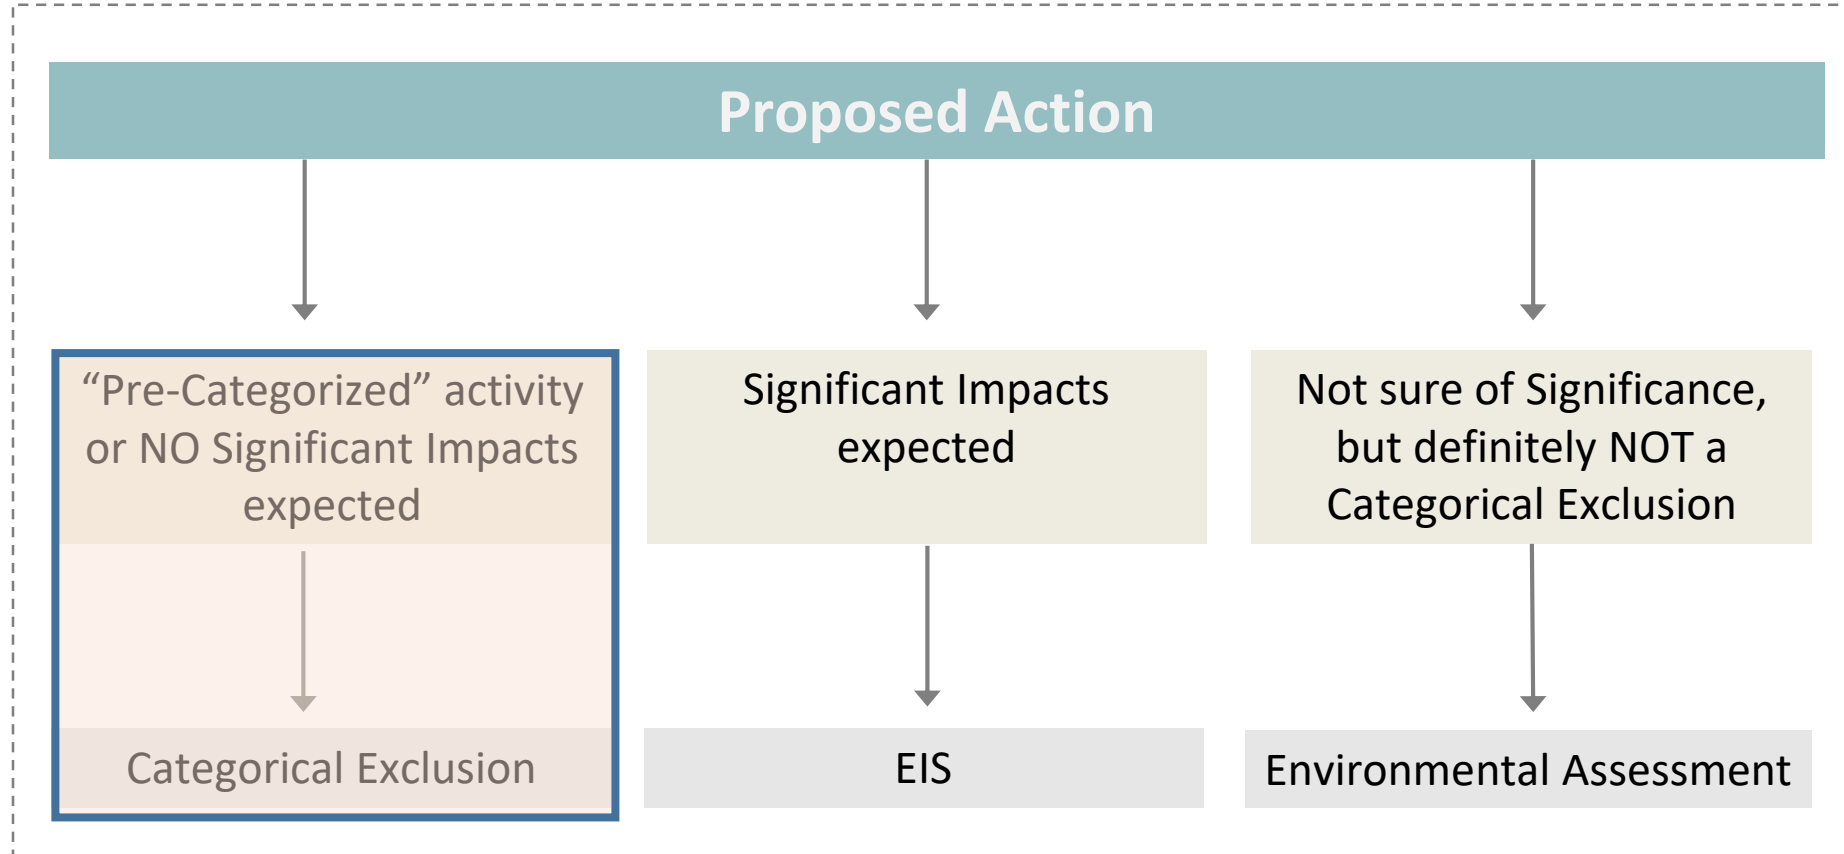 Proposed Action
“Pre-Categorized” activity
or NO Significant Impacts
expected
Significant Impacts
expected
Not sure of Significance,
but definitely NOT a
Categorical Exclusion
Categorical Exclusion
EIS
Environmental Assessment